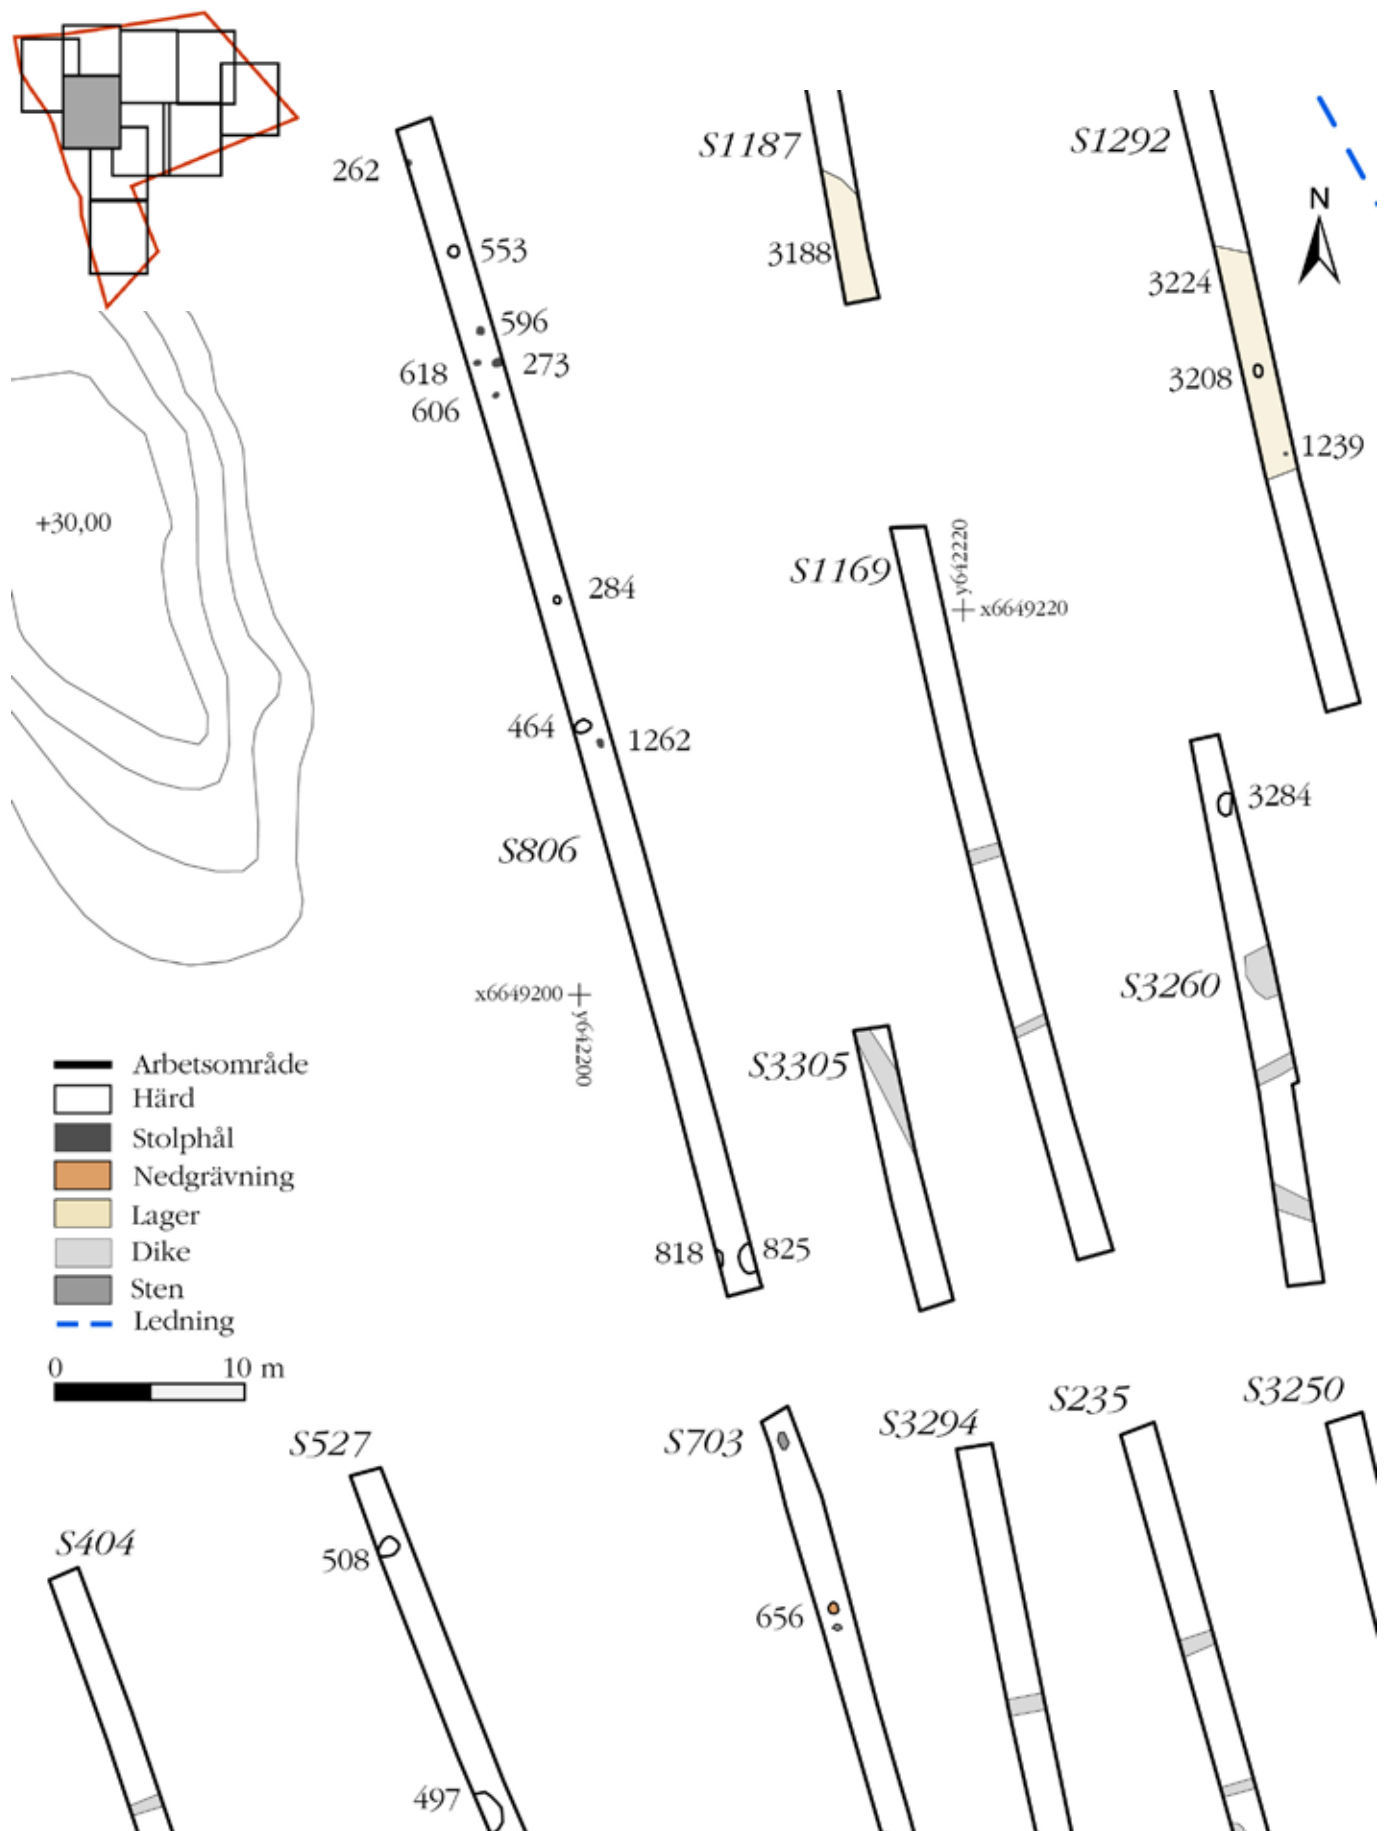 S1187
S1292
N
262
553
3188
3224
596
618
273
606
3208
1239
+30,00
S1169
y642220
x6649220
284
464
1262
3284
S806
x6649200
y642200
S3260
S3305
Arbetsområde
Härd
Stolphål
Nedgrävning
Lager
Dike
Sten
Ledning
0 10 m
818
825
S527
S703
S3294
S235
S3250
S404
508
656
497